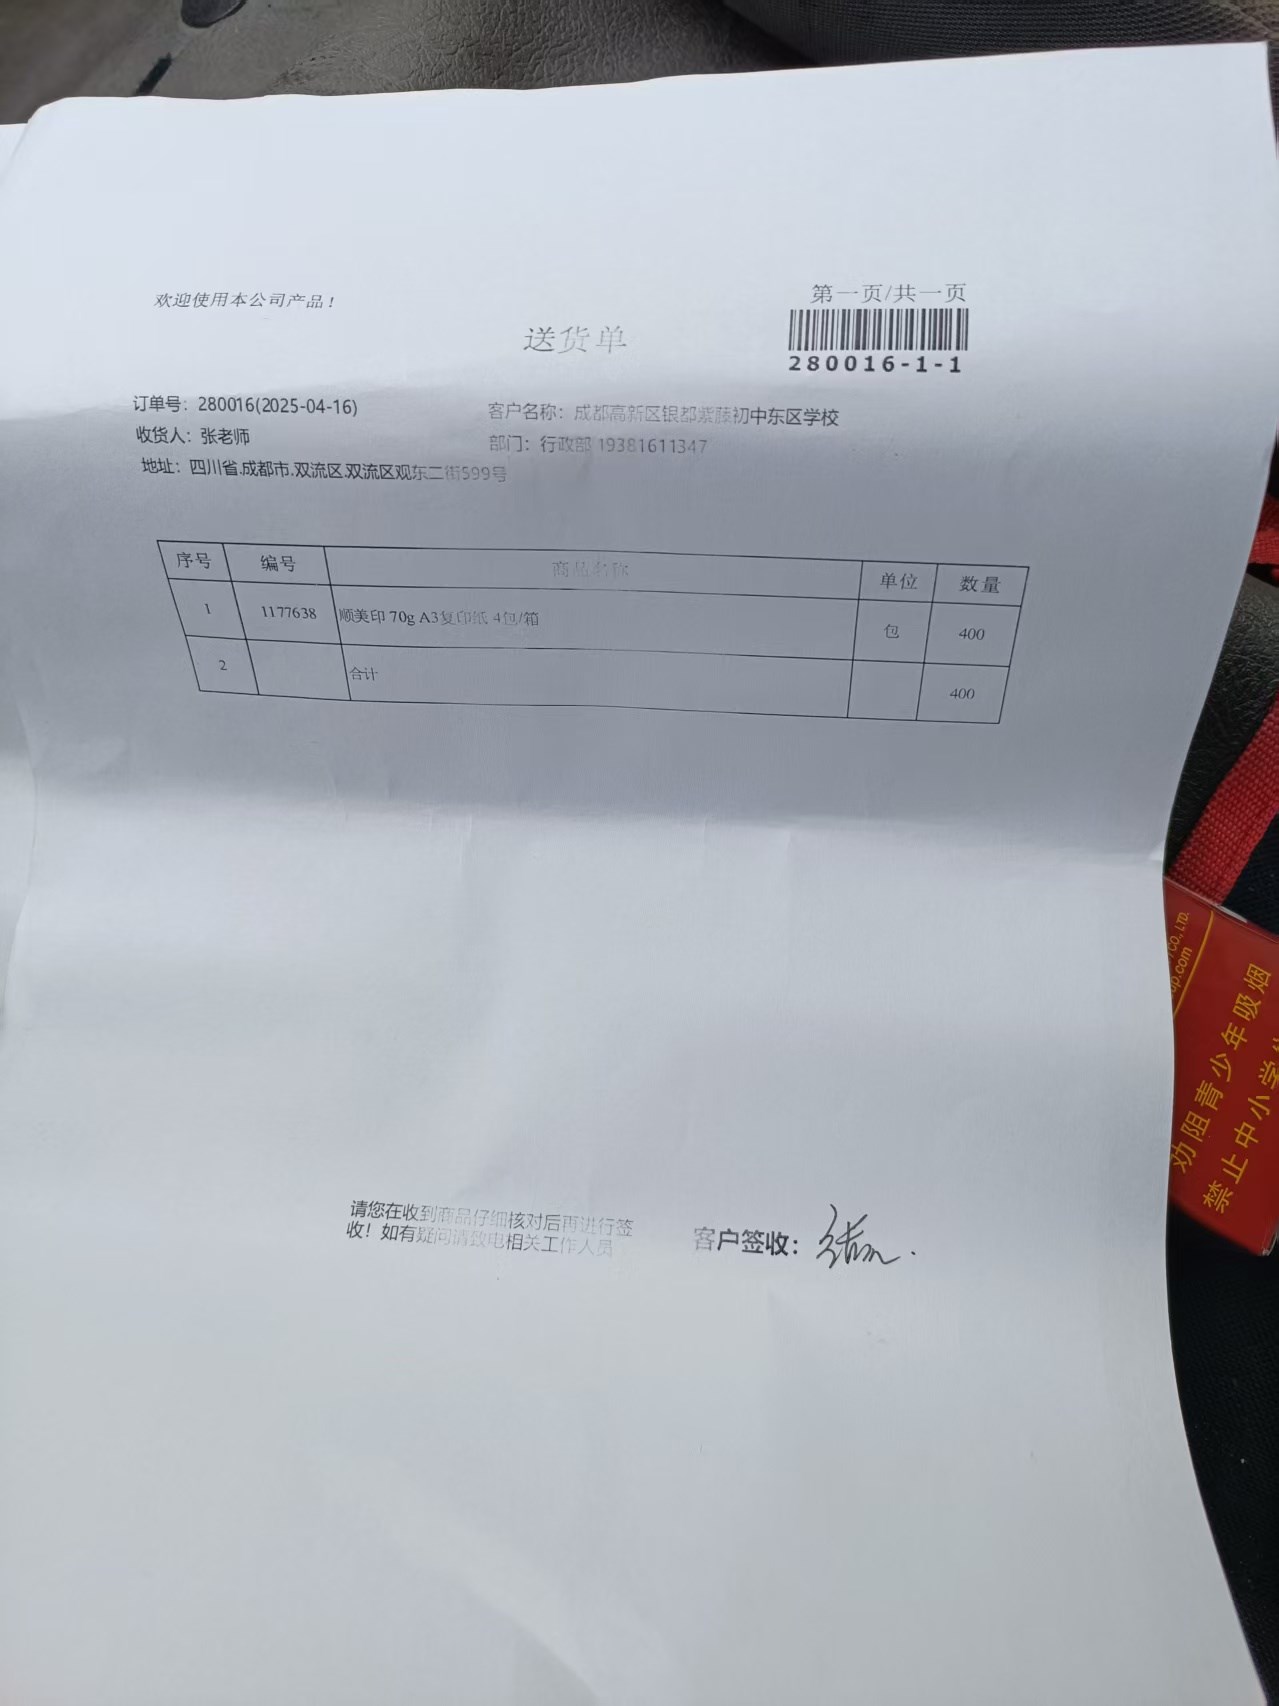 欢迎使用本公司产品！
第一页/共一页
送货单
280016-1-1
订单号：280016(2025-04-16)
客户名称：成都高新区银都紫藤初中东区学校
收货人：张老师
部门：行政部 19381611347
地址：四川省.成都市.双流区.双流区观东二街599号
序号 编号 商品名称 单位 数量
1 1177638 顺美印 70g A3复印纸 4包/箱 包 400
2 合计 400
请您在收到商品仔细核对后再进行签
收！如有疑问请致电相关工作人员
客户签收：
CO., LTD.
up.com
劝阻青少年吸烟
禁止中小学